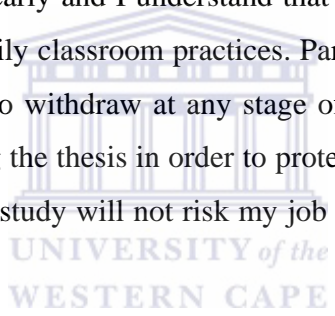 early and I understand that
ily classroom practices. Par
o withdraw at any stage o
the thesis in order to prote
study will not risk my job
UNIVERSITY of the
WESTERN CAPE